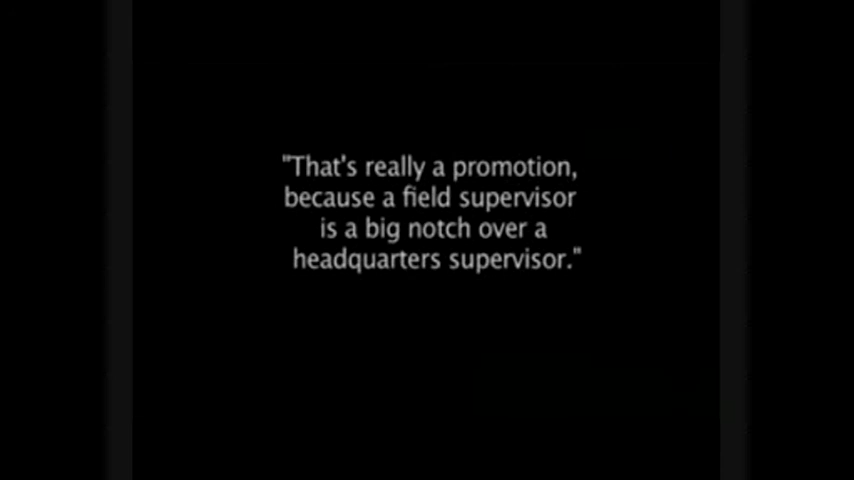 "That's really a promotion,
because a field supervisor
is a big notch over a
headquarters supervisor."